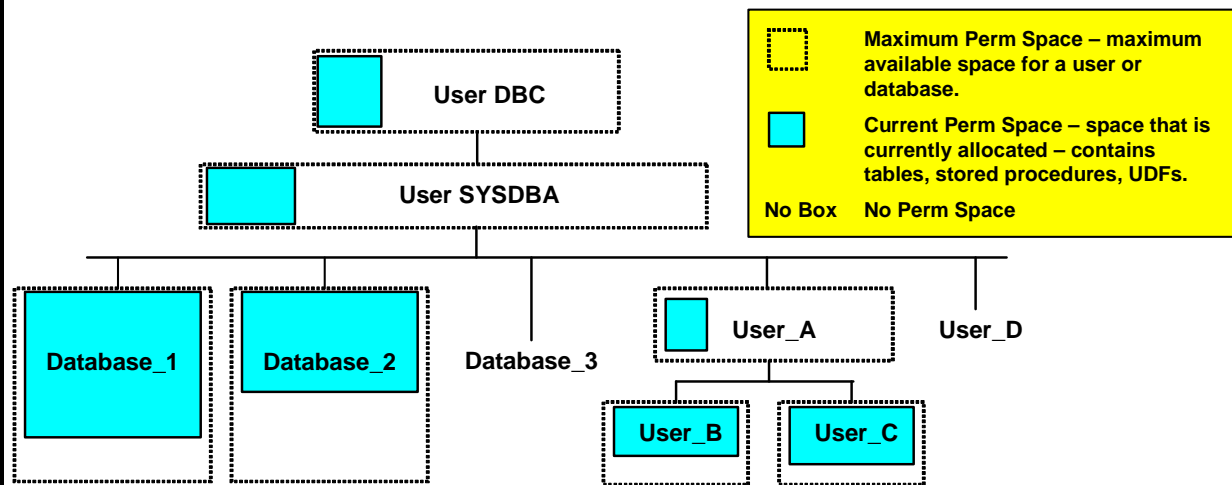 User DBC
User SYSDBA
Maximum Perm Space – maximum
available space for a user or
database.
Current Perm Space – space that is
currently allocated – contains
tables, stored procedures, UDFs.
No Box No Perm Space
Database_1
Database_2
Database_3
User_A
User_D
User_B
User_C